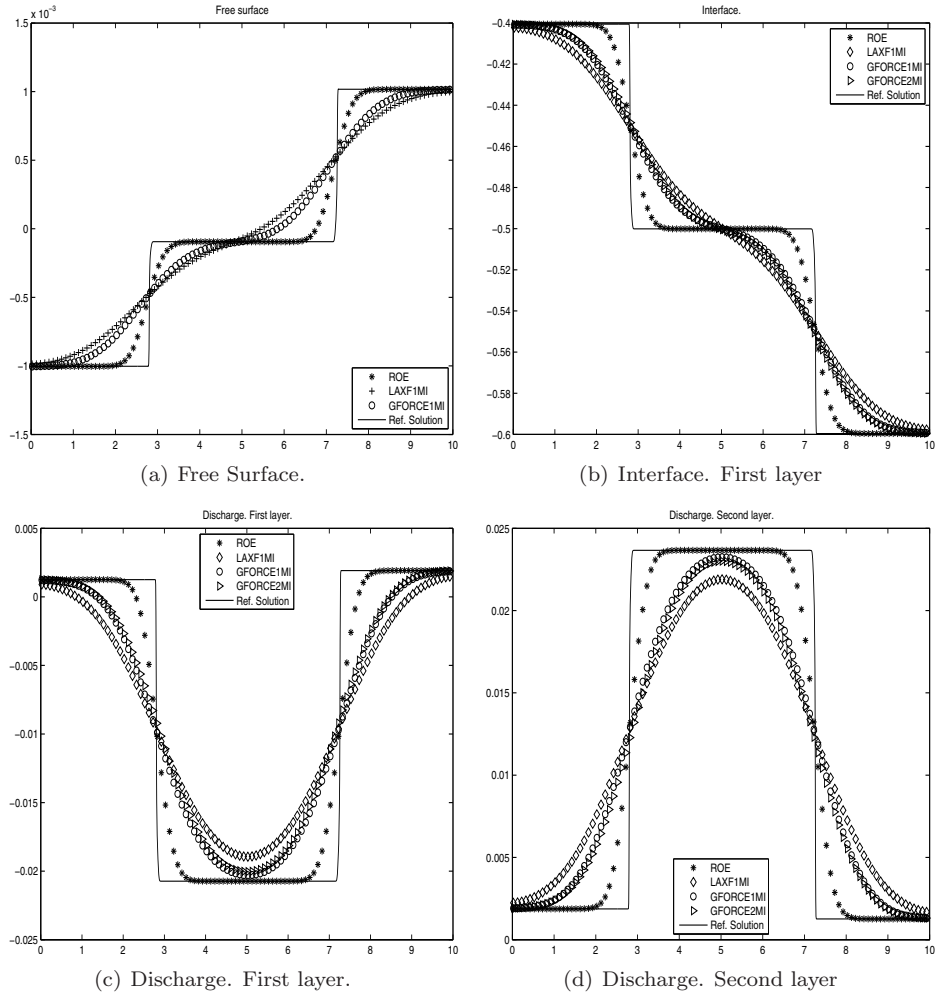 Free surface
x 10⁻³
1.5
1
0.5
0
−0.5
−1
−1.5
0 1 2 3 4 5 6 7 8 9 10
ROE
LAXF1MI
GFORCE1MI
Ref. Solution
(a) Free Surface.
Interface.
−0.4
−0.42
−0.44
−0.46
−0.48
−0.5
−0.52
−0.54
−0.56
−0.58
−0.6
0 1 2 3 4 5 6 7 8 9 10
ROE
LAXF1MI
GFORCE1MI
GFORCE2MI
Ref. Solution
(b) Interface. First layer
Discharge. First layer.
0.005
0
−0.005
−0.01
−0.015
−0.02
−0.025
0 1 2 3 4 5 6 7 8 9 10
ROE
LAXF1MI
GFORCE1MI
GFORCE2MI
Ref. Solution
(c) Discharge. First layer.
Discharge. Second layer.
0.025
0.02
0.015
0.01
0.005
0
0 1 2 3 4 5 6 7 8 9 10
ROE
LAXF1MI
GFORCE1MI
GFORCE2MI
Ref. Solution
(d) Discharge. Second layer